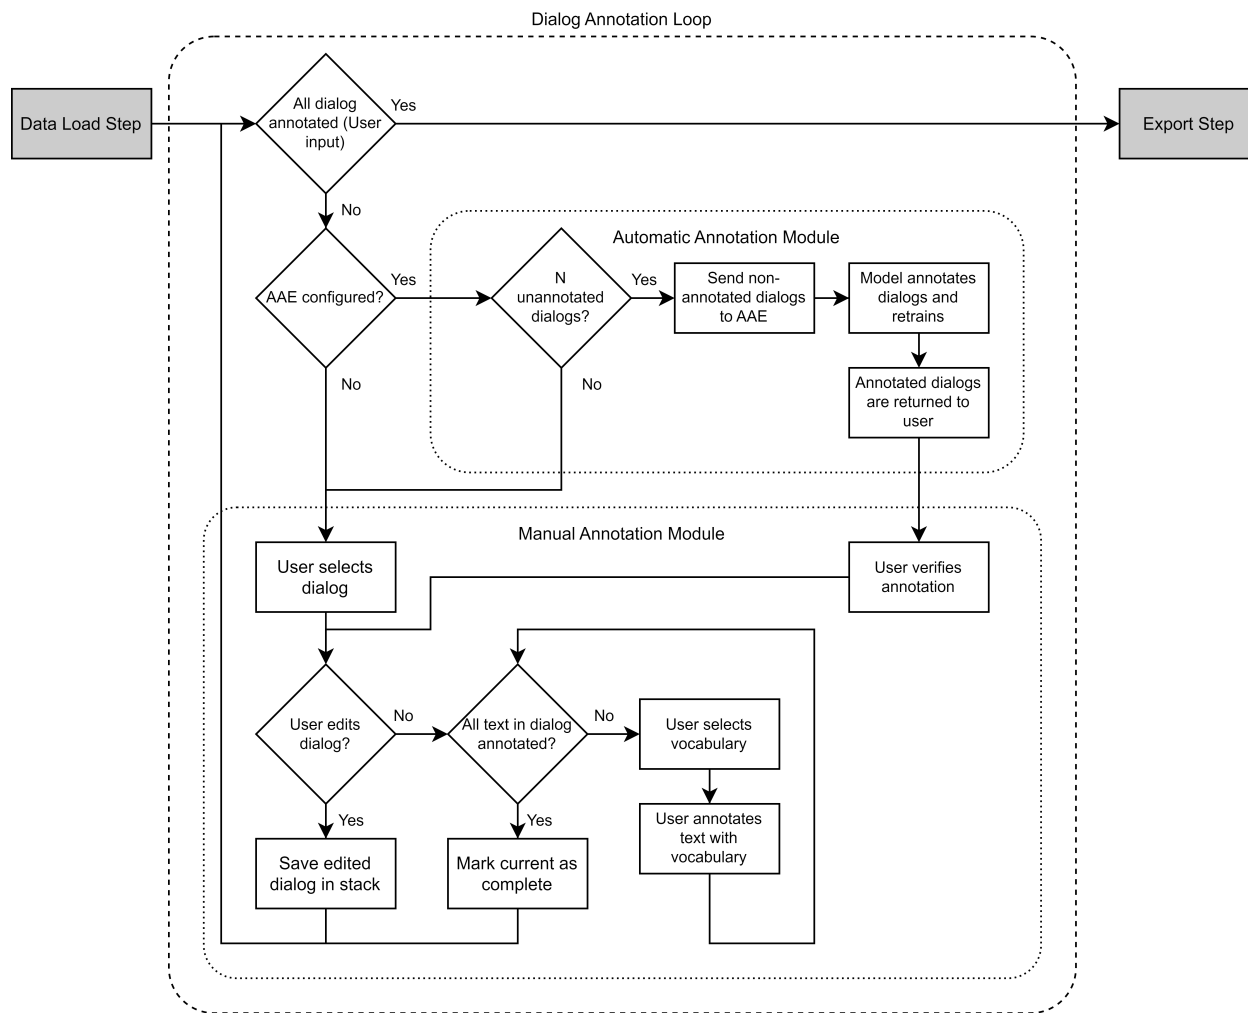 Dialog Annotation Loop
Data Load Step
All dialog
annotated (User
input)
Yes
Export Step
No
Automatic Annotation Module
AAE configured?
Yes
N
unannotated
dialogs?
Yes
Send non-
annotated dialogs
to AAE
Model annotates
dialogs and
retrains
No
No
Annotated dialogs
are returned to
user
Manual Annotation Module
User selects
dialog
User verifies
annotation
User edits
dialog?
No
All text in dialog
annotated?
No
User selects
vocabulary
Yes
Yes
User annotates
text with
vocabulary
Save edited
dialog in stack
Mark current as
complete